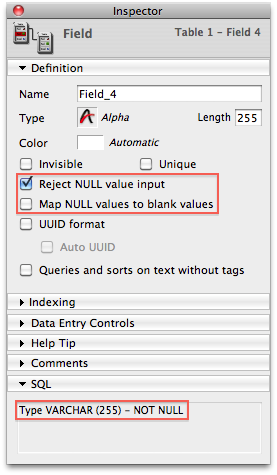 Inspector
Field
Table 1 - Field 4
Definition
Name Field_4
Type Alpha Length 255
Color Automatic
Invisible Unique
Reject NULL value input
Map NULL values to blank values
UUID format
Auto UUID
Queries and sorts on text without tags
Indexing
Data Entry Controls
Help Tip
Comments
SQL
Type VARCHAR (255) - NOT NULL